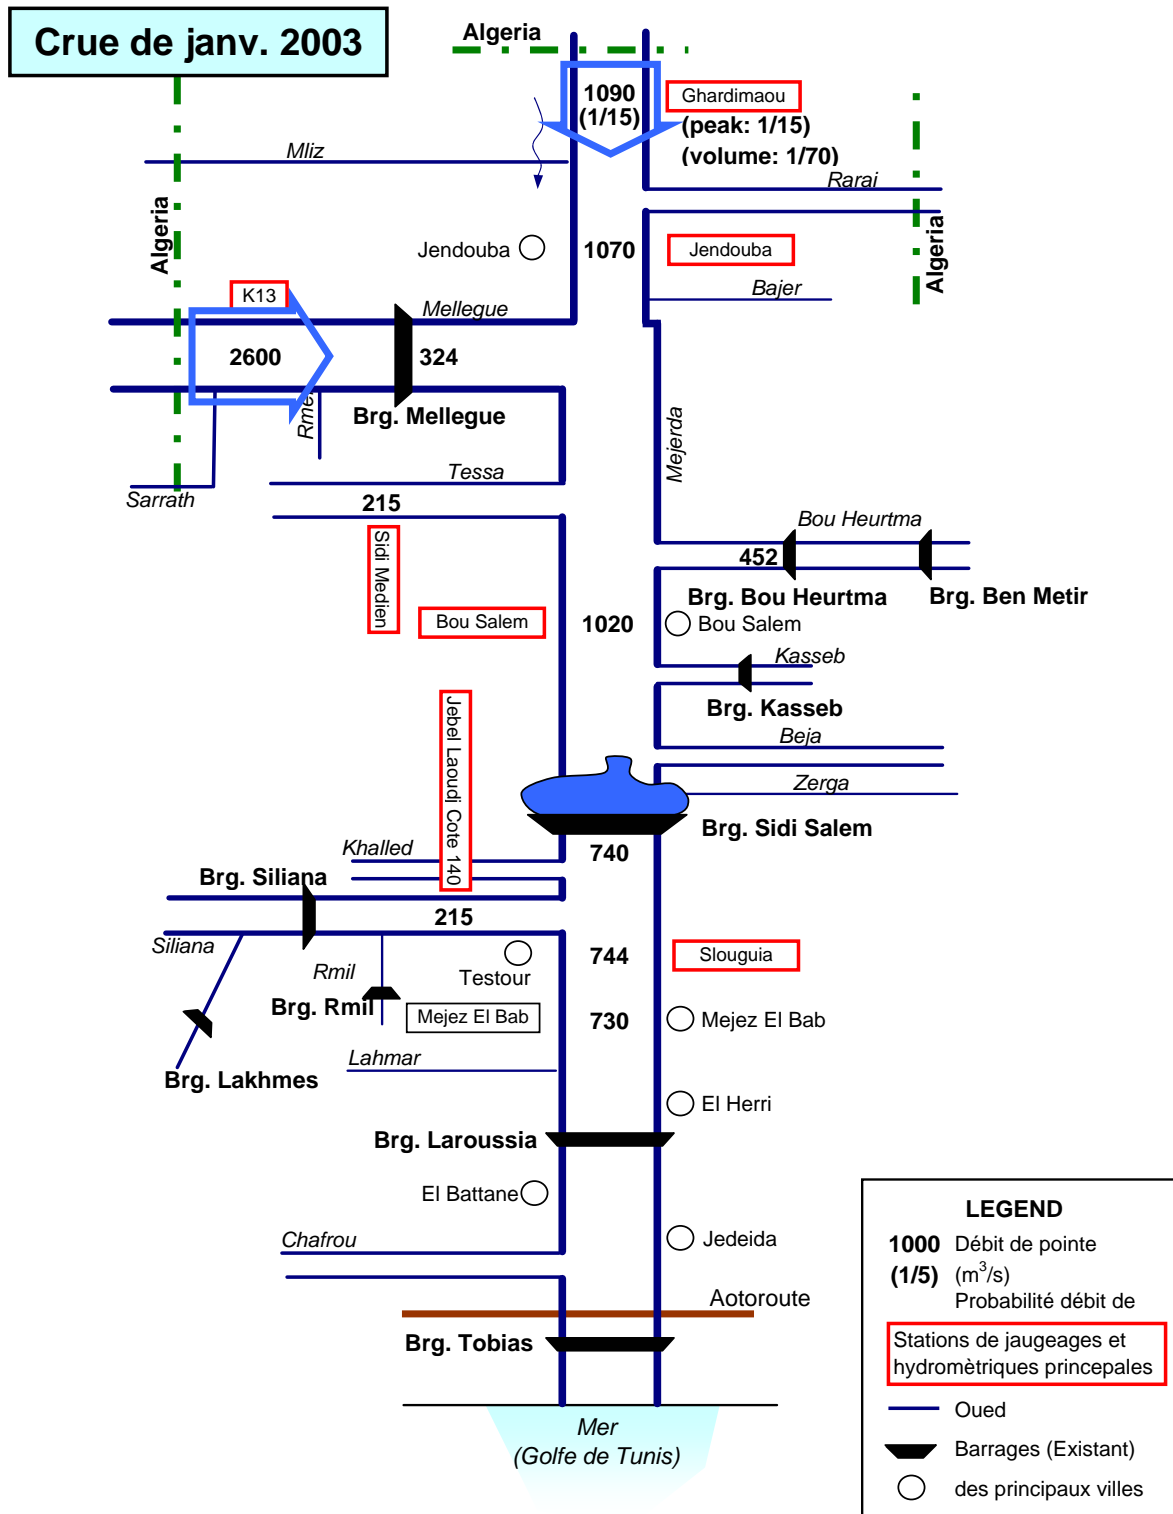 Crue de janv. 2003
Algeria
1090
(1/15)
Ghardimaou
(peak: 1/15)
(volume: 1/70)
Mliz
Rarai
Algeria
Algeria
Jendouba
1070
Jendouba
Bajer
K13
Mellegue
2600
324
Brg. Mellegue
Rmel
Mejerda
Sarrath
Tessa
215
Sidi Medien
Bou Heurtma
452
Brg. Bou Heurtma
Brg. Ben Metir
Bou Salem
1020
Bou Salem
Kasseb
Brg. Kasseb
Jebel Laoudj Cote 140
Beja
Zerga
Brg. Sidi Salem
740
Khalled
Brg. Siliana
215
Siliana
Rmil
Testour
744
Slouguia
Brg. Rmil
Mejez El Bab
730
Mejez El Bab
Lahmar
Brg. Lakhmes
El Herri
Brg. Laroussia
El Battane
Jedeida
Chafrou
Aotoroute
Brg. Tobias
Mer
(Golfe de Tunis)
LEGEND
1000 Débit de pointe
(1/5) (m³/s)
Probabilité débit de
Stations de jaugeages et
hydromètriques princepales
Oued
Barrages (Existant)
des principaux villes